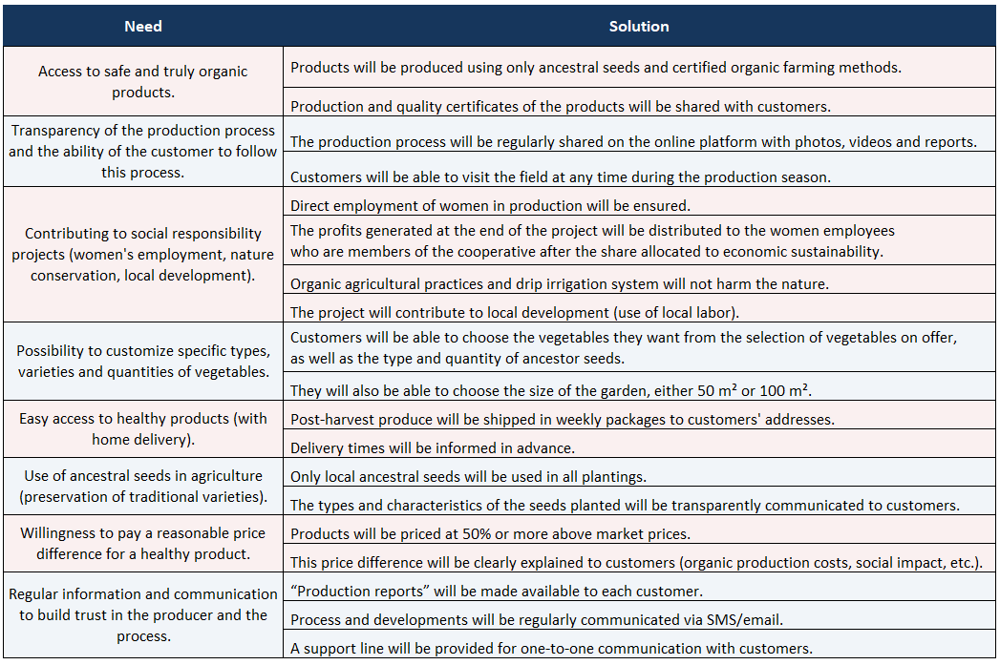 Need
Solution
Access to safe and truly organic
products.
Products will be produced using only ancestral seeds and certified organic farming methods.
Production and quality certificates of the products will be shared with customers.
Transparency of the production process
and the ability of the customer to follow
this process.
The production process will be regularly shared on the online platform with photos, videos and reports.
Customers will be able to visit the field at any time during the production season.
Contributing to social responsibility
projects (women's employment, nature
conservation, local development).
Direct employment of women in production will be ensured.
The profits generated at the end of the project will be distributed to the women employees
who are members of the cooperative after the share allocated to economic sustainability.
Organic agricultural practices and drip irrigation system will not harm the nature.
The project will contribute to local development (use of local labor).
Possibility to customize specific types,
varieties and quantities of vegetables.
Customers will be able to choose the vegetables they want from the selection of vegetables on offer,
as well as the type and quantity of ancestor seeds.
They will also be able to choose the size of the garden, either 50 m² or 100 m².
Easy access to healthy products (with
home delivery).
Post-harvest produce will be shipped in weekly packages to customers' addresses.
Delivery times will be informed in advance.
Use of ancestral seeds in agriculture
(preservation of traditional varieties).
Only local ancestral seeds will be used in all plantings.
The types and characteristics of the seeds planted will be transparently communicated to customers.
Willingness to pay a reasonable price
difference for a healthy product.
Products will be priced at 50% or more above market prices.
This price difference will be clearly explained to customers (organic production costs, social impact, etc.).
Regular information and communication
to build trust in the producer and the
process.
“Production reports” will be made available to each customer.
Process and developments will be regularly communicated via SMS/email.
A support line will be provided for one-to-one communication with customers.